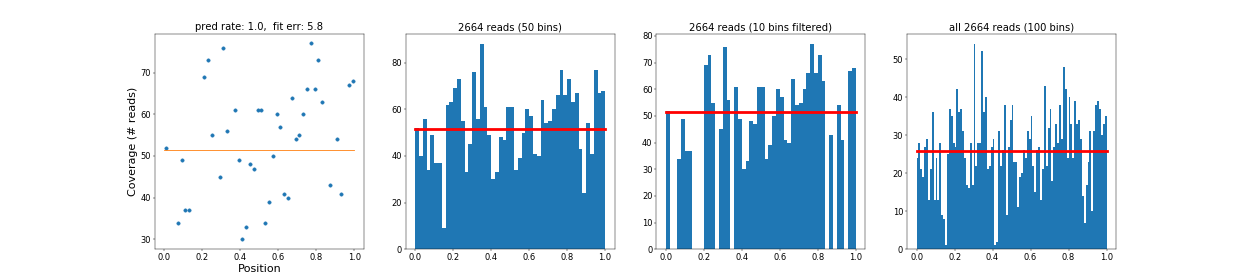 pred rate: 1.0,  fit err: 5.8
Coverage (# reads)
70
60
50
40
30
0.0 0.2 0.4 0.6 0.8 1.0
Position
2664 reads (50 bins)
80
60
40
20
0
0.0 0.2 0.4 0.6 0.8 1.0
2664 reads (10 bins filtered)
80
70
60
50
40
30
20
10
0
0.0 0.2 0.4 0.6 0.8 1.0
all 2664 reads (100 bins)
50
40
30
20
10
0
0.0 0.2 0.4 0.6 0.8 1.0